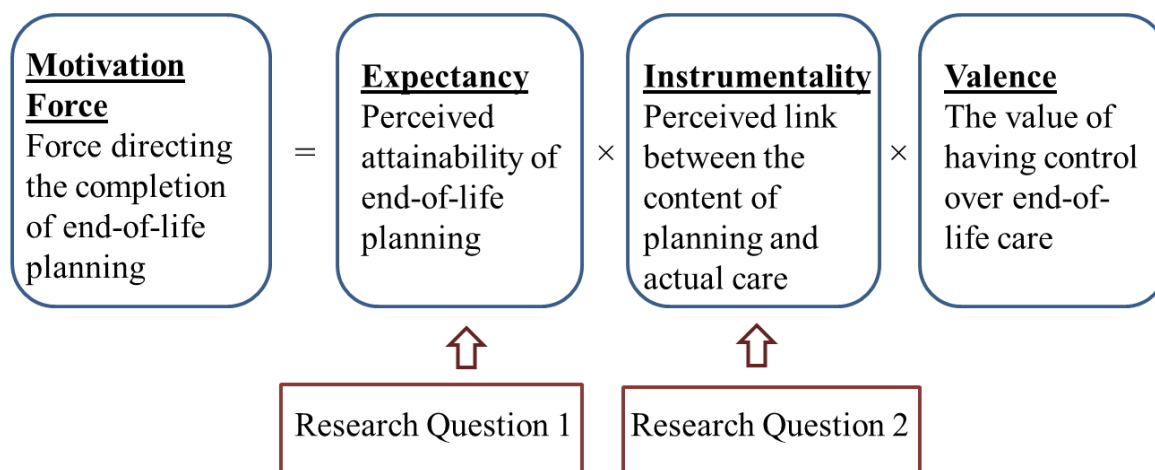 Motivation
Force
Force directing
the completion
of end-of-life
planning
=
Expectancy
Perceived
attainability of
end-of-life
planning
×
Instrumentality
Perceived link
between the
content of
planning and
actual care
×
Valence
The value of
having control
over end-of-
life care
Research Question 1
Research Question 2